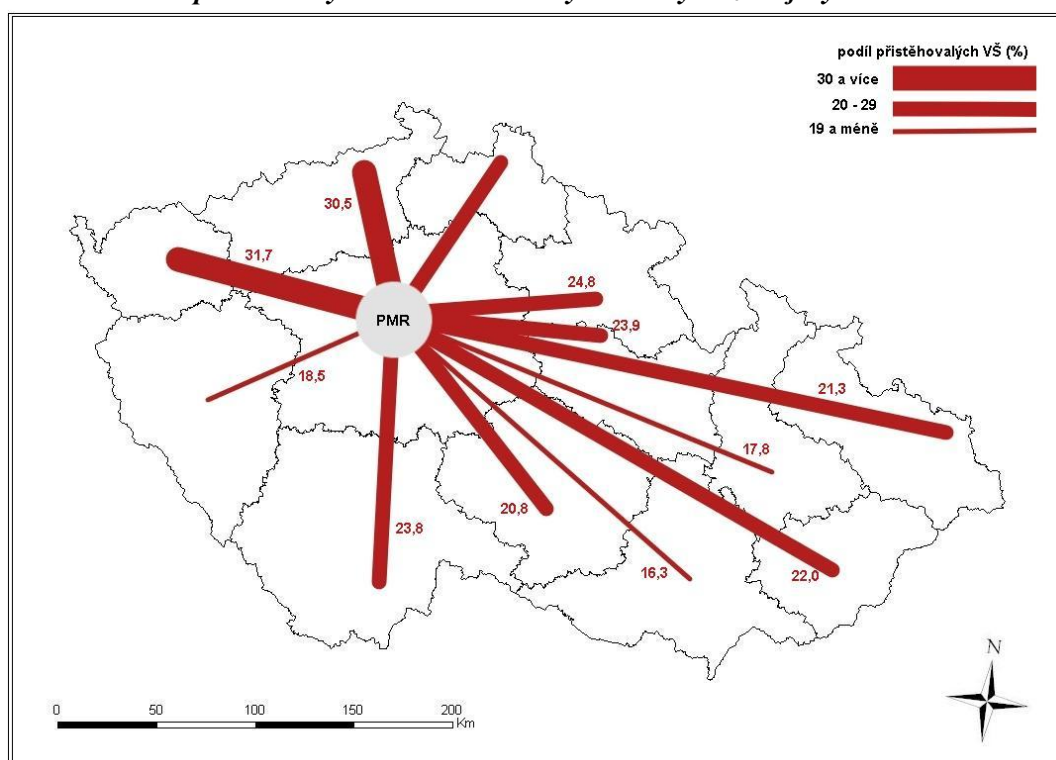 podíl přistěhovalých VŠ (%)
30 a více
20 - 29
19 a méně
30,5
31,7
24,8
23,9
PMR
18,5
21,3
17,8
20,8
23,8
16,3
22,0
N
0 50 100 150 200
Km